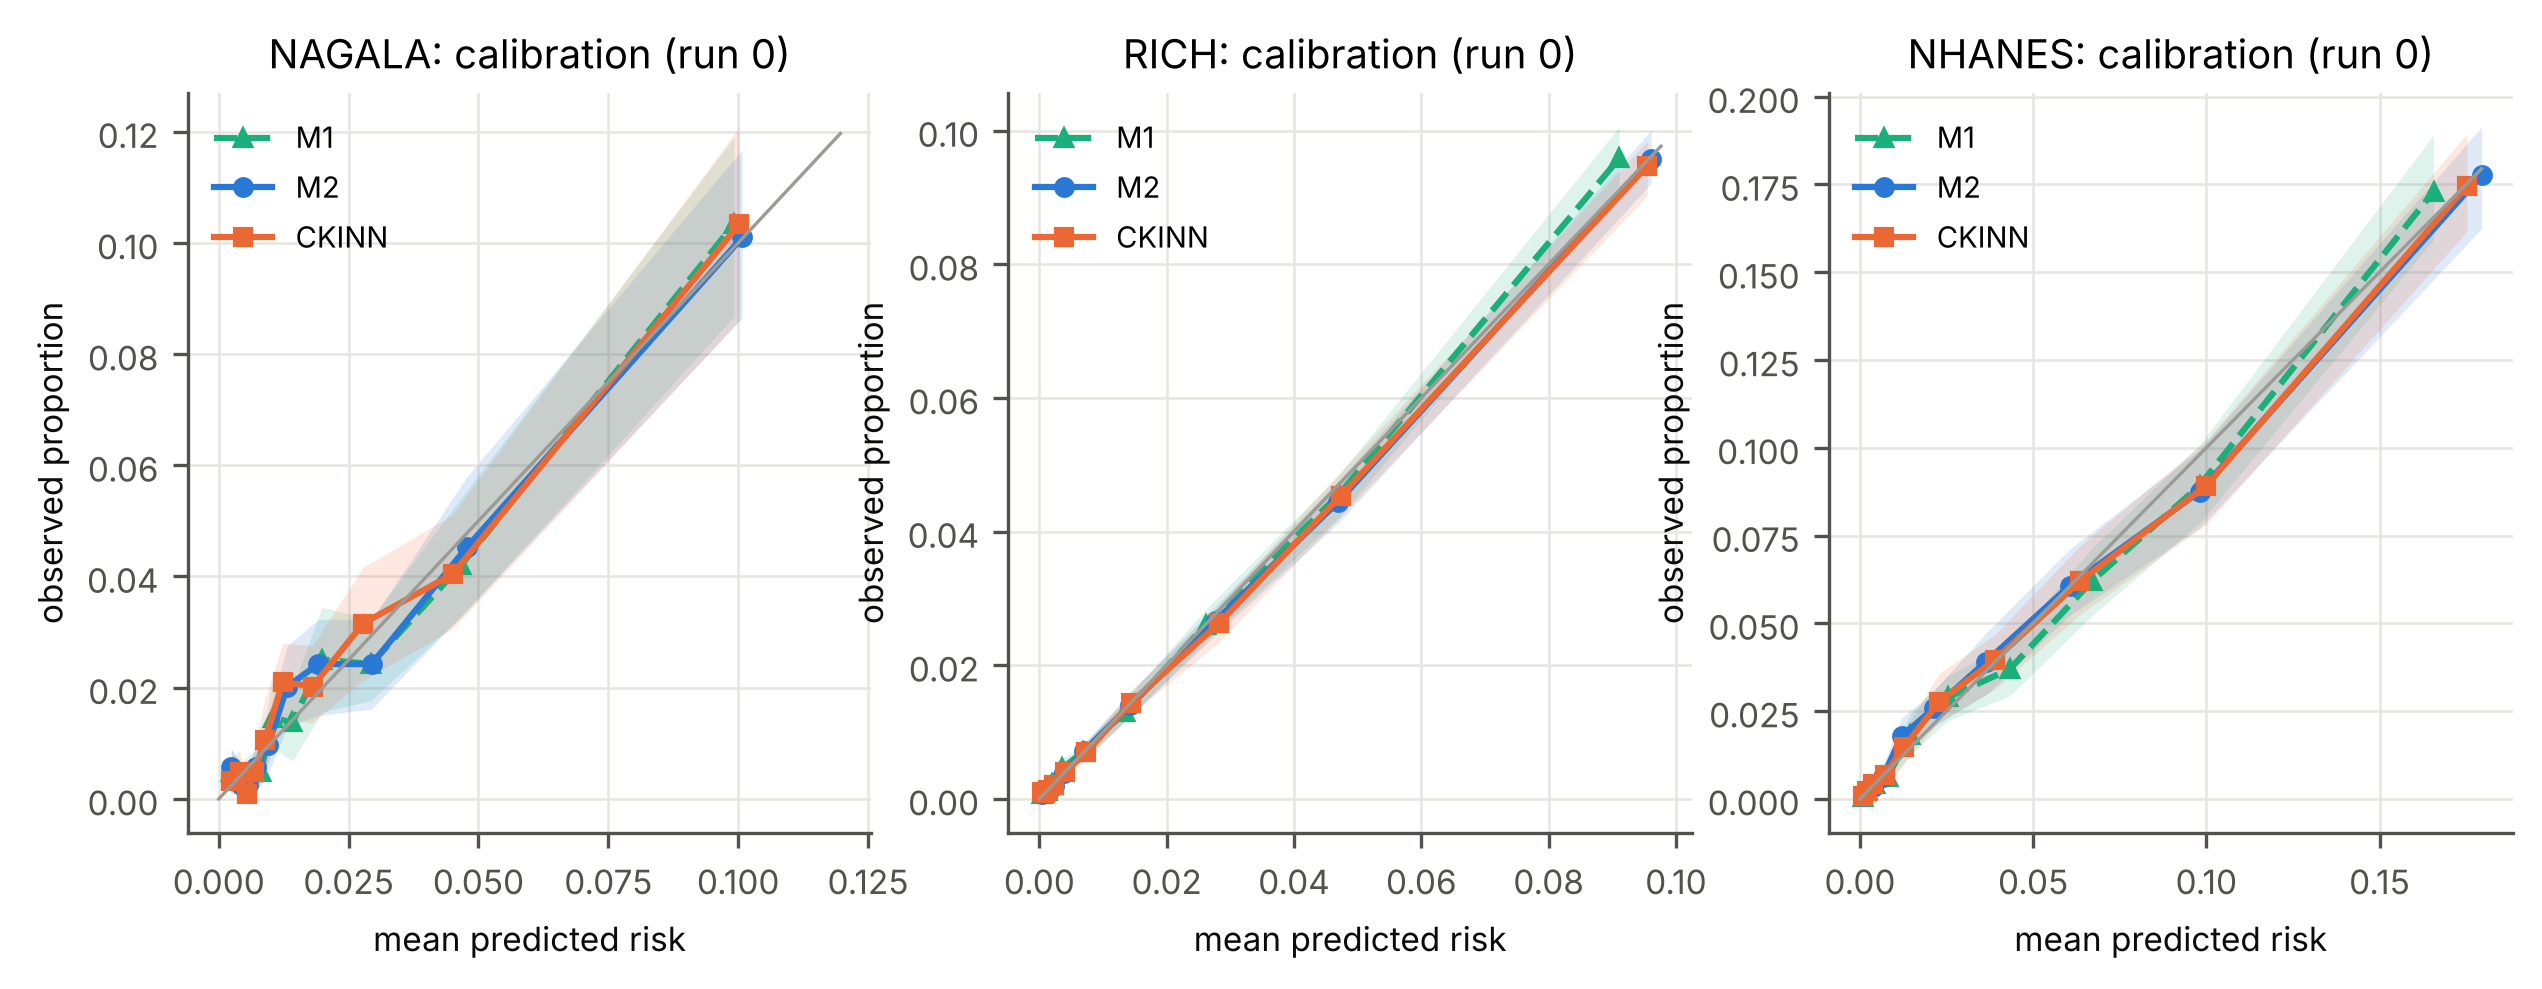 NAGALA: calibration (run 0)
M1
M2
CKINN
observed proportion
0.12
0.10
0.08
0.06
0.04
0.02
0.00
0.000 0.025 0.050 0.075 0.100 0.125
mean predicted risk
RICH: calibration (run 0)
M1
M2
CKINN
observed proportion
0.10
0.08
0.06
0.04
0.02
0.00
0.00 0.02 0.04 0.06 0.08 0.10
mean predicted risk
NHANES: calibration (run 0)
M1
M2
CKINN
observed proportion
0.200
0.175
0.150
0.125
0.100
0.075
0.050
0.025
0.000
0.00 0.05 0.10 0.15
mean predicted risk